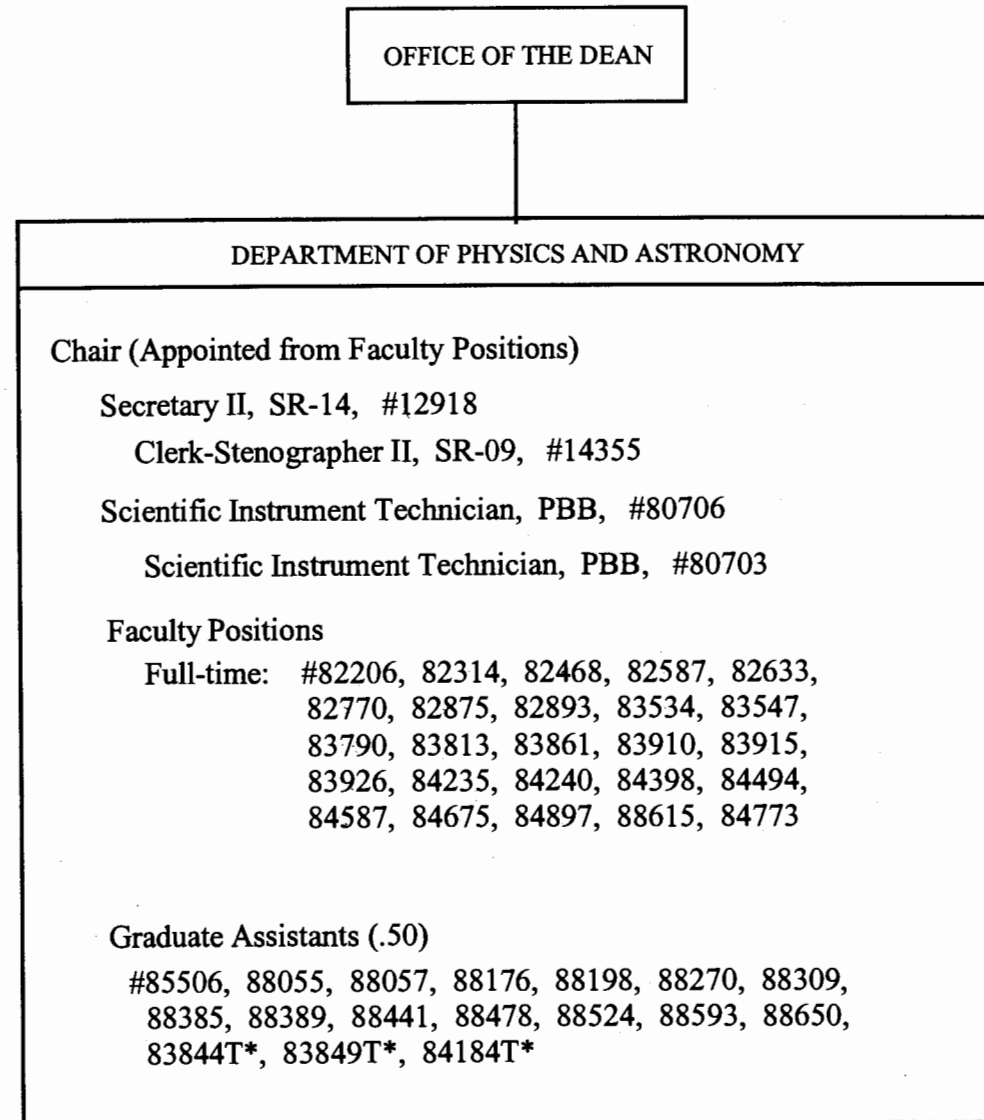 OFFICE OF THE DEAN
DEPARTMENT OF PHYSICS AND ASTRONOMY
Chair (Appointed from Faculty Positions)
Secretary II, SR-14, #12918
Clerk-Stenographer II, SR-09, #14355
Scientific Instrument Technician, PBB, #80706
Scientific Instrument Technician, PBB, #80703
Faculty Positions
Full-time: #82206, 82314, 82468, 82587, 82633,
82770, 82875, 82893, 83534, 83547,
83790, 83813, 83861, 83910, 83915,
83926, 84235, 84240, 84398, 84494,
84587, 84675, 84897, 88615, 84773
Graduate Assistants (.50)
#85506, 88055, 88057, 88176, 88198, 88270, 88309,
88385, 88389, 88441, 88478, 88524, 88593, 88650,
83844T*, 83849T*, 84184T*